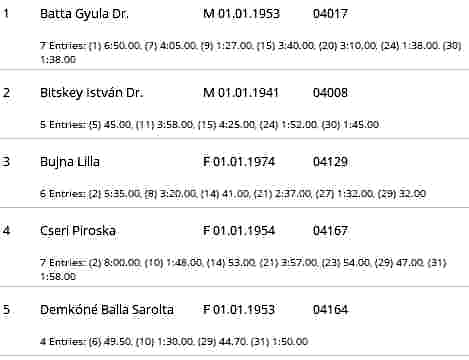 1 Batta Gyula Dr. M 01.01.1953 04017
7 Entries: (1) 6:50.00, (7) 4:05.00, (9) 1:27.00, (15) 3:40.00, (20) 3:10.00, (24) 1:38.00, (30)
1:38.00
2 Bitskey István Dr. M 01.01.1941 04008
5 Entries: (5) 45.00, (11) 3:58.00, (15) 4:25.00, (24) 1:52.00, (30) 1:45.00
3 Bujna Lilla F 01.01.1974 04129
6 Entries: (2) 5:35.00, (8) 3:20.00, (14) 41.00, (21) 2:37.00, (27) 1:32.00, (29) 32.00
4 Cseri Piroska F 01.01.1954 04167
7 Entries: (2) 8:00.00, (10) 1:48.00, (14) 53.00, (21) 3:57.00, (23) 54.00, (29) 47.00, (31)
1:58.00
5 Demkóné Balla Sarolta F 01.01.1953 04164
4 Entries: (6) 49.50, (10) 1:30.00, (29) 44.70, (31) 1:50.00